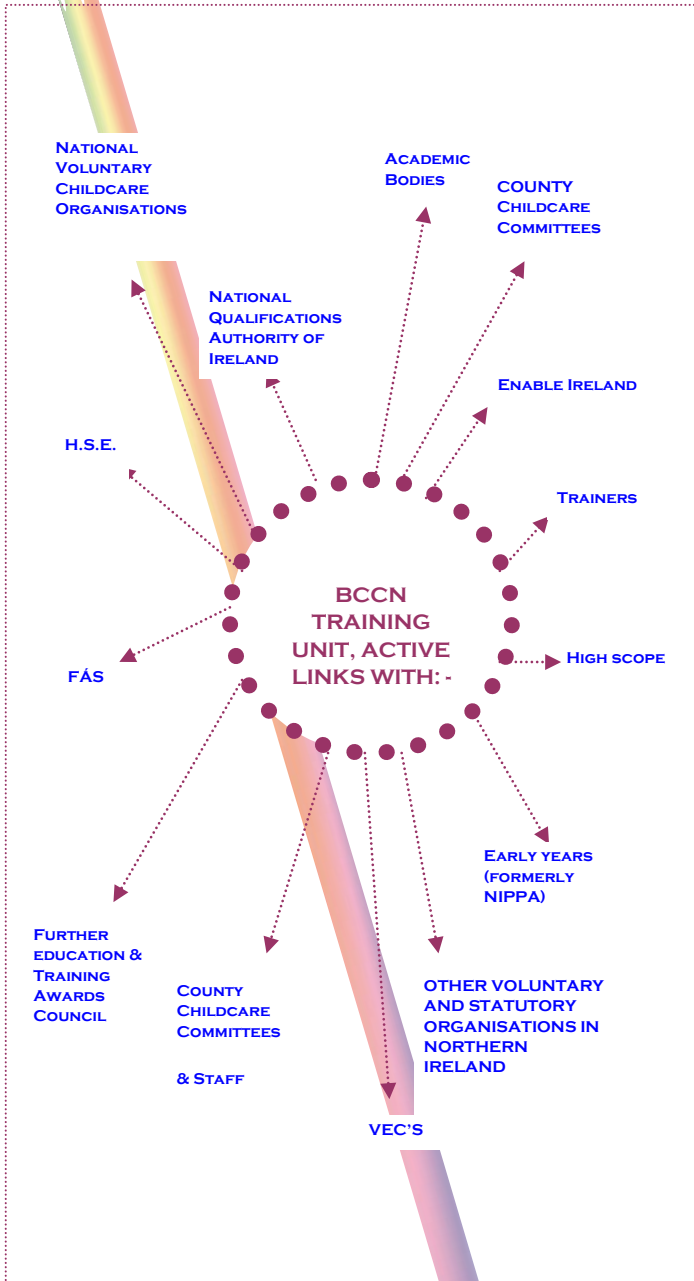 National
Voluntary
Childcare
Organisations
Academic
Bodies
COUNTY
Childcare
Committees
National
Qualifications
Authority of
Ireland
Enable Ireland
H.S.E.
Trainers
BCCN
TRAINING
UNIT, ACTIVE
LINKS WITH: -
High scope
FÁS
Early years
(formerly
NIPPA)
Further
education &
Training
Awards
Council
County
Childcare
Committees
& Staff
OTHER VOLUNTARY
AND STATUTORY
ORGANISATIONS IN
NORTHERN
IRELAND
VEC'S